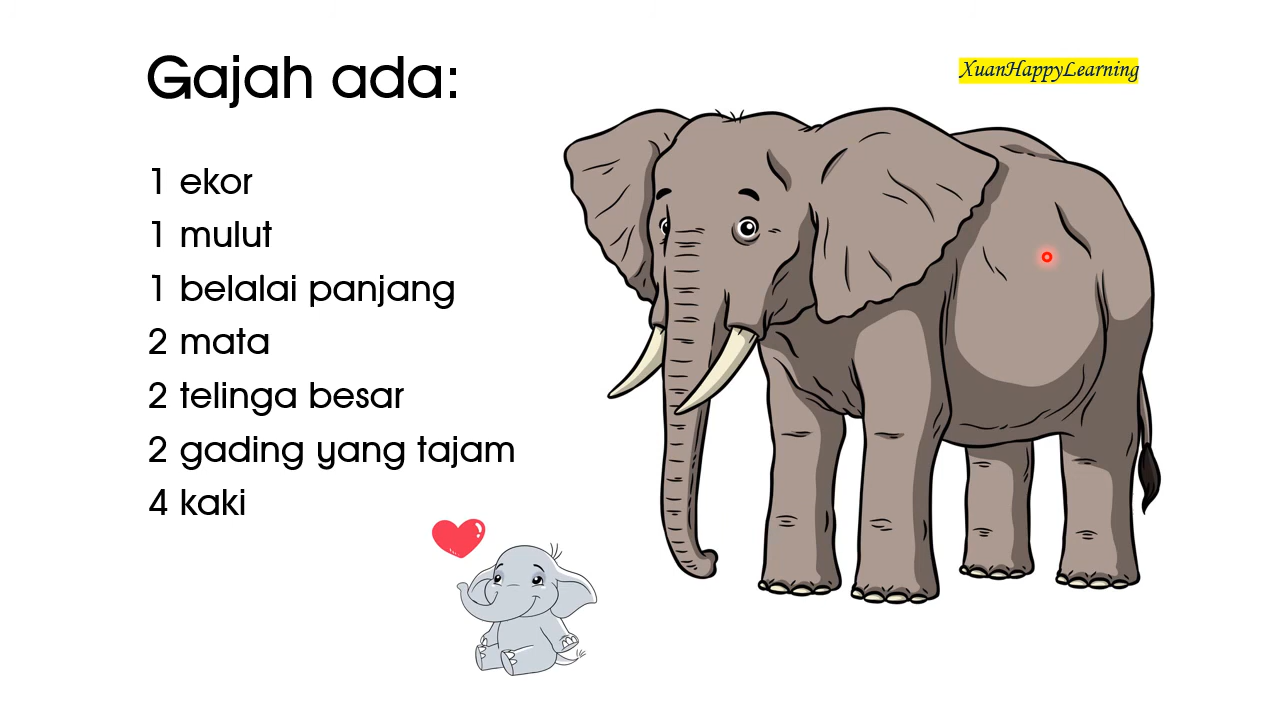 Gajah ada:
XuanHappyLearning
1 ekor
1 mulut
1 belalai panjang
2 mata
2 telinga besar
2 gading yang tajam
4 kaki